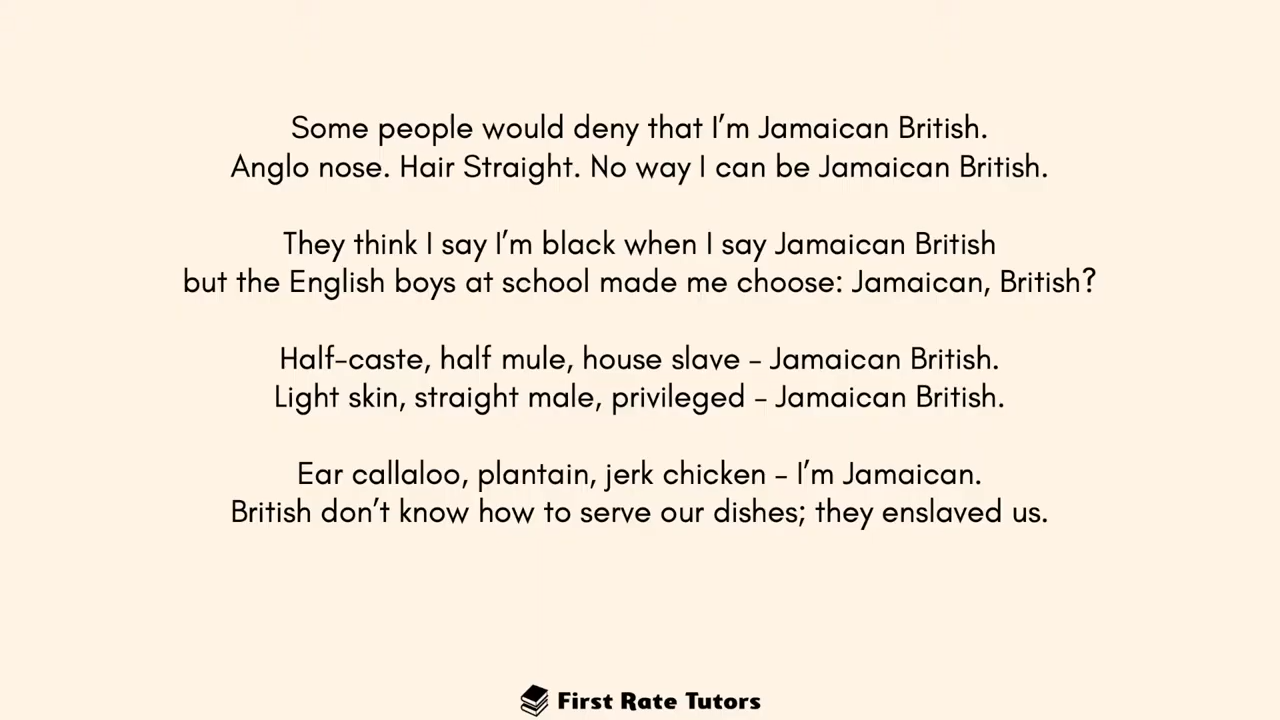 Some people would deny that I’m Jamaican British.
Anglo nose. Hair Straight. No way I can be Jamaican British.
They think I say I’m black when I say Jamaican British
but the English boys at school made me choose: Jamaican, British?
Half-caste, half mule, house slave – Jamaican British.
Light skin, straight male, privileged – Jamaican British.
Ear callaloo, plantain, jerk chicken – I’m Jamaican.
British don’t know how to serve our dishes; they enslaved us.
First Rate Tutors